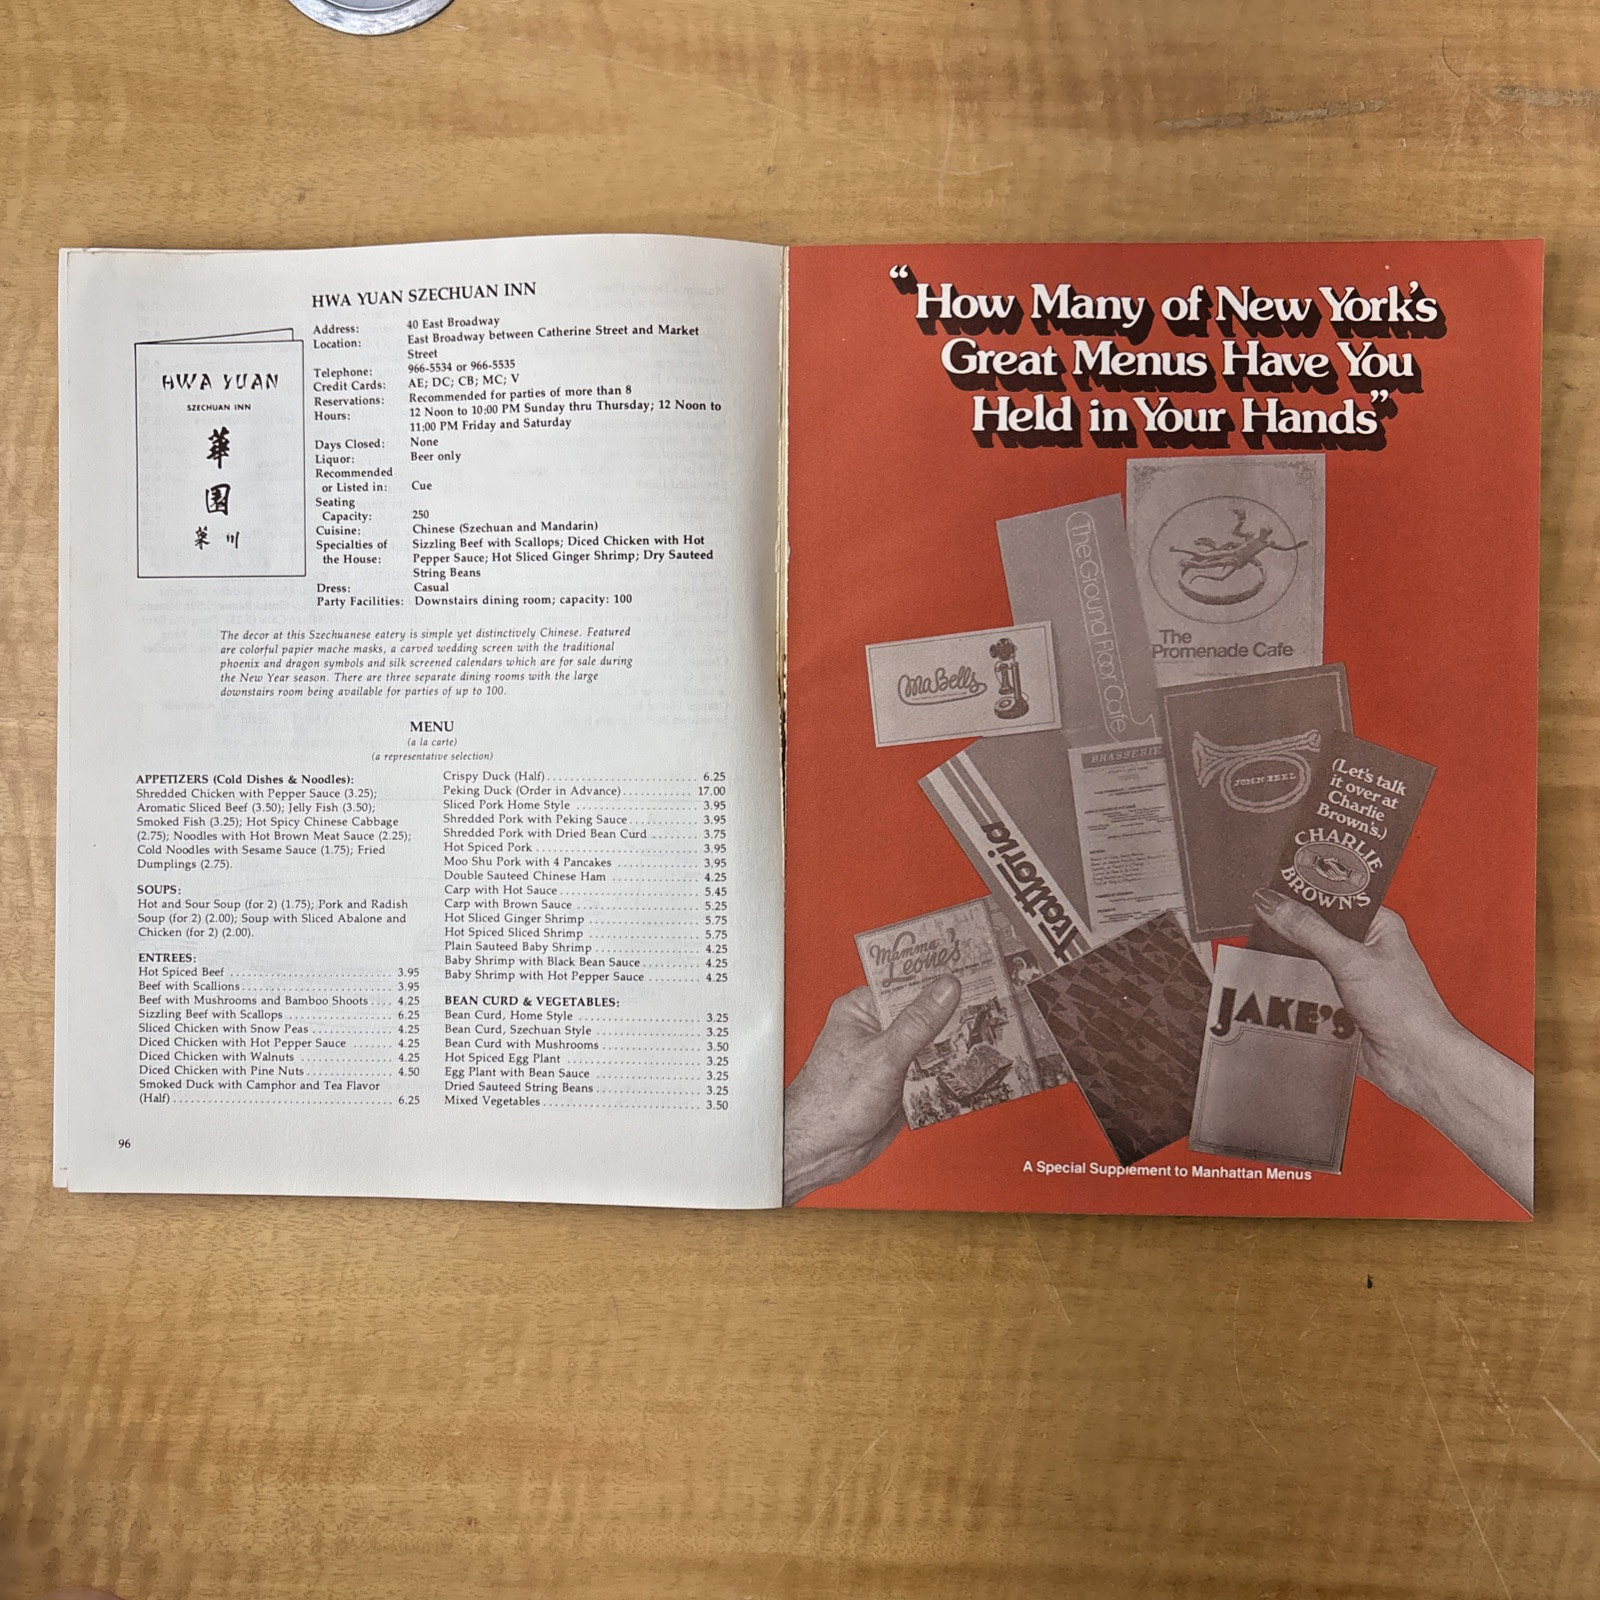 HWA YUAN SZECHUAN INN
HWA YUAN
SZECHUAN INN
華
園
菜 川
Address: 40 East Broadway
Location: East Broadway between Catherine Street and Market
Street
Telephone: 966-5534 or 966-5535
Credit Cards: AE; DC; CB; MC; V
Reservations: Recommended for parties of more than 8
Hours: 12 Noon to 10:00 PM Sunday thru Thursday; 12 Noon to
11:00 PM Friday and Saturday
Days Closed: None
Liquor: Beer only
Recommended
or Listed in: Cue
Seating
Capacity: 250
Cuisine: Chinese (Szechuan and Mandarin)
Specialties of Sizzling Beef with Scallops; Diced Chicken with Hot
the House: Pepper Sauce; Hot Sliced Ginger Shrimp; Dry Sauteed
String Beans
Dress: Casual
Party Facilities: Downstairs dining room; capacity: 100
The decor at this Szechuanese eatery is simple yet distinctively Chinese. Featured
are colorful papier mache masks, a carved wedding screen with the traditional
phoenix and dragon symbols and silk screened calendars which are for sale during
the New Year season. There are three separate dining rooms with the large
downstairs room being available for parties of up to 100.
MENU
(a la carte)
(a representative selection)
APPETIZERS (Cold Dishes & Noodles):
Shredded Chicken with Pepper Sauce (3.25);
Aromatic Sliced Beef (3.50); Jelly Fish (3.50);
Smoked Fish (3.25); Hot Spicy Chinese Cabbage
(2.75); Noodles with Hot Brown Meat Sauce (2.25);
Cold Noodles with Sesame Sauce (1.75); Fried
Dumplings (2.75).
SOUPS:
Hot and Sour Soup (for 2) (1.75); Pork and Radish
Soup (for 2) (2.00); Soup with Sliced Abalone and
Chicken (for 2) (2.00).
ENTREES:
Hot Spiced Beef ........ 3.95
Beef with Scallions ........ 3.95
Beef with Mushrooms and Bamboo Shoots .... 4.25
Sizzling Beef with Scallops ........ 6.25
Sliced Chicken with Snow Peas ........ 4.25
Diced Chicken with Hot Pepper Sauce ........ 4.25
Diced Chicken with Walnuts ........ 4.25
Diced Chicken with Pine Nuts ........ 4.50
Smoked Duck with Camphor and Tea Flavor
(Half) ........ 6.25
Crispy Duck (Half) ........ 6.25
Peking Duck (Order in Advance) ........ 17.00
Sliced Pork Home Style ........ 3.95
Shredded Pork with Peking Sauce ........ 3.95
Shredded Pork with Dried Bean Curd ........ 3.75
Hot Spiced Pork ........ 3.95
Moo Shu Pork with 4 Pancakes ........ 3.95
Double Sauteed Chinese Ham ........ 4.25
Carp with Hot Sauce ........ 5.45
Carp with Brown Sauce ........ 5.25
Hot Sliced Ginger Shrimp ........ 5.75
Hot Spiced Sliced Shrimp ........ 5.75
Plain Sauteed Baby Shrimp ........ 4.25
Baby Shrimp with Black Bean Sauce ........ 4.25
Baby Shrimp with Hot Pepper Sauce ........ 4.25
BEAN CURD & VEGETABLES:
Bean Curd, Home Style ........ 3.25
Bean Curd, Szechuan Style ........ 3.25
Bean Curd with Mushrooms ........ 3.50
Hot Spiced Egg Plant ........ 3.25
Egg Plant with Bean Sauce ........ 3.25
Dried Sauteed String Beans ........ 3.25
Mixed Vegetables ........ 3.50
96
“How Many of New York's
Great Menus Have You
Held in Your Hands”
The Ground Floor Café
The
Promenade Cafe
Ma Bells
BRASSERIE
JOHN PEEL
(Let's talk
it over at
Charlie
Brown's.)
CHARLIE
BROWN'S
Trattoria
Mamma
Leone's
JAKE'S
A Special Supplement to Manhattan Menus